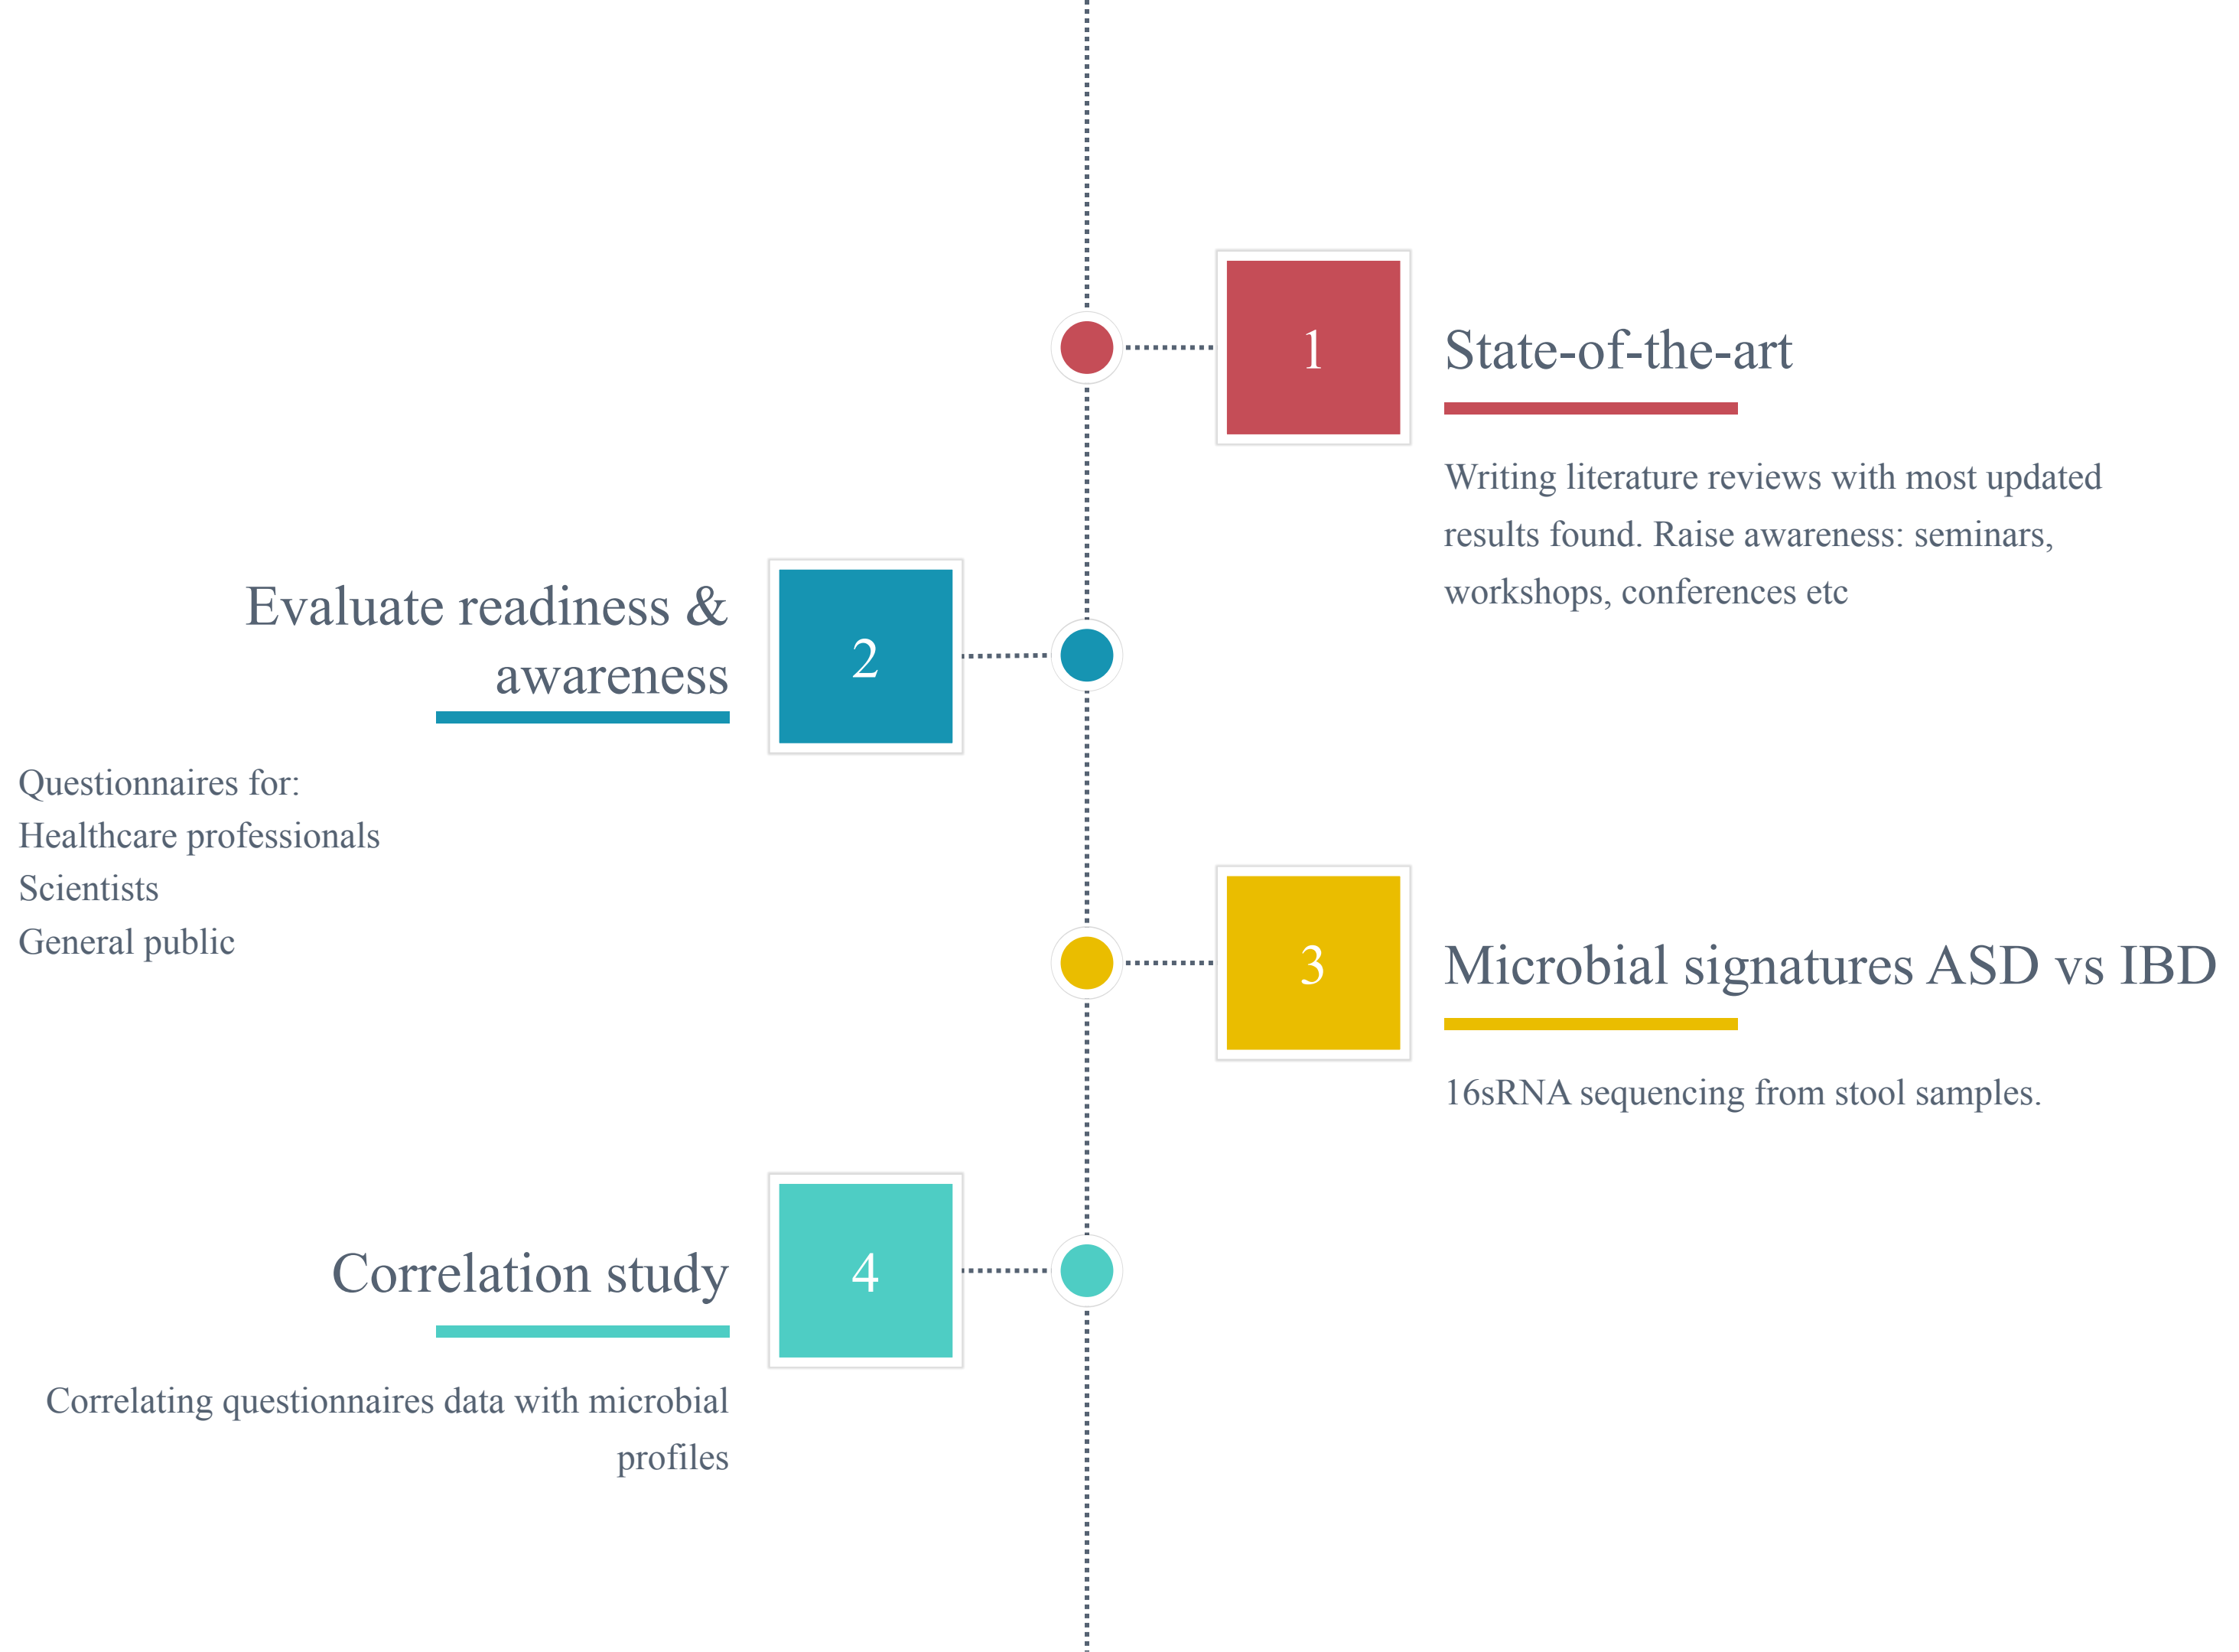 1
State-of-the-art
Writing literature reviews with most updated
results found. Raise awareness: seminars,
workshops, conferences etc
2
Evaluate readiness &
awareness
Questionnaires for:
Healthcare professionals
Scientists
General public
3
Microbial signatures ASD vs IBD
16sRNA sequencing from stool samples.
4
Correlation study
Correlating questionnaires data with microbial
profiles